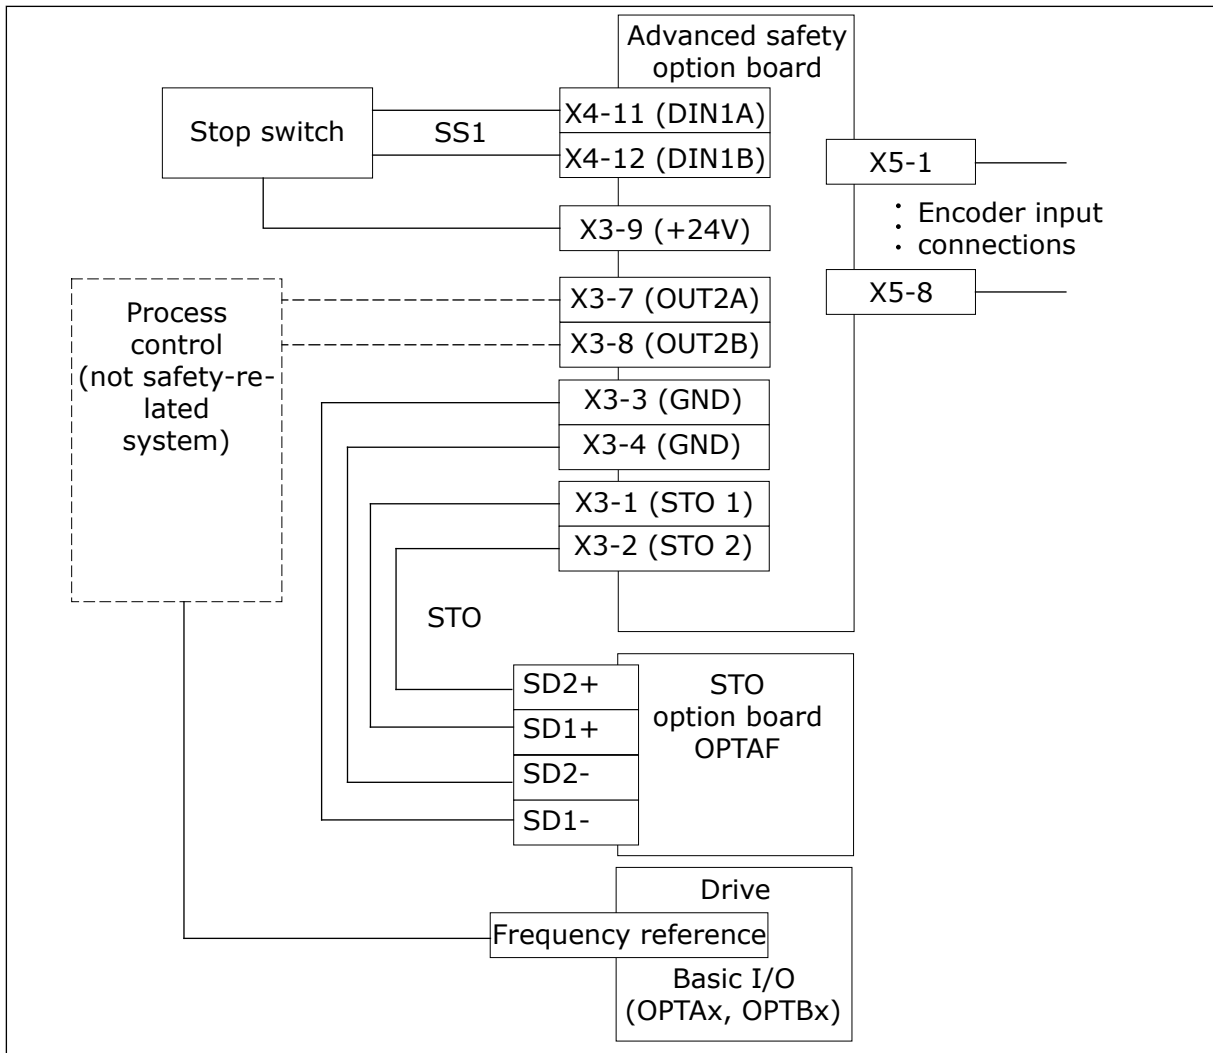 Advanced safety
option board
Stop switch
SS1
X4-11 (DIN1A)
X4-12 (DIN1B)
X3-9 (+24V)
X5-1
Encoder input
connections
X5-8
Process
control
(not safety-re-
lated
system)
X3-7 (OUT2A)
X3-8 (OUT2B)
X3-3 (GND)
X3-4 (GND)
X3-1 (STO 1)
X3-2 (STO 2)
STO
SD2+
SD1+
SD2-
SD1-
STO
option board
OPTAF
Drive
Frequency reference
Basic I/O
(OPTAx, OPTBx)